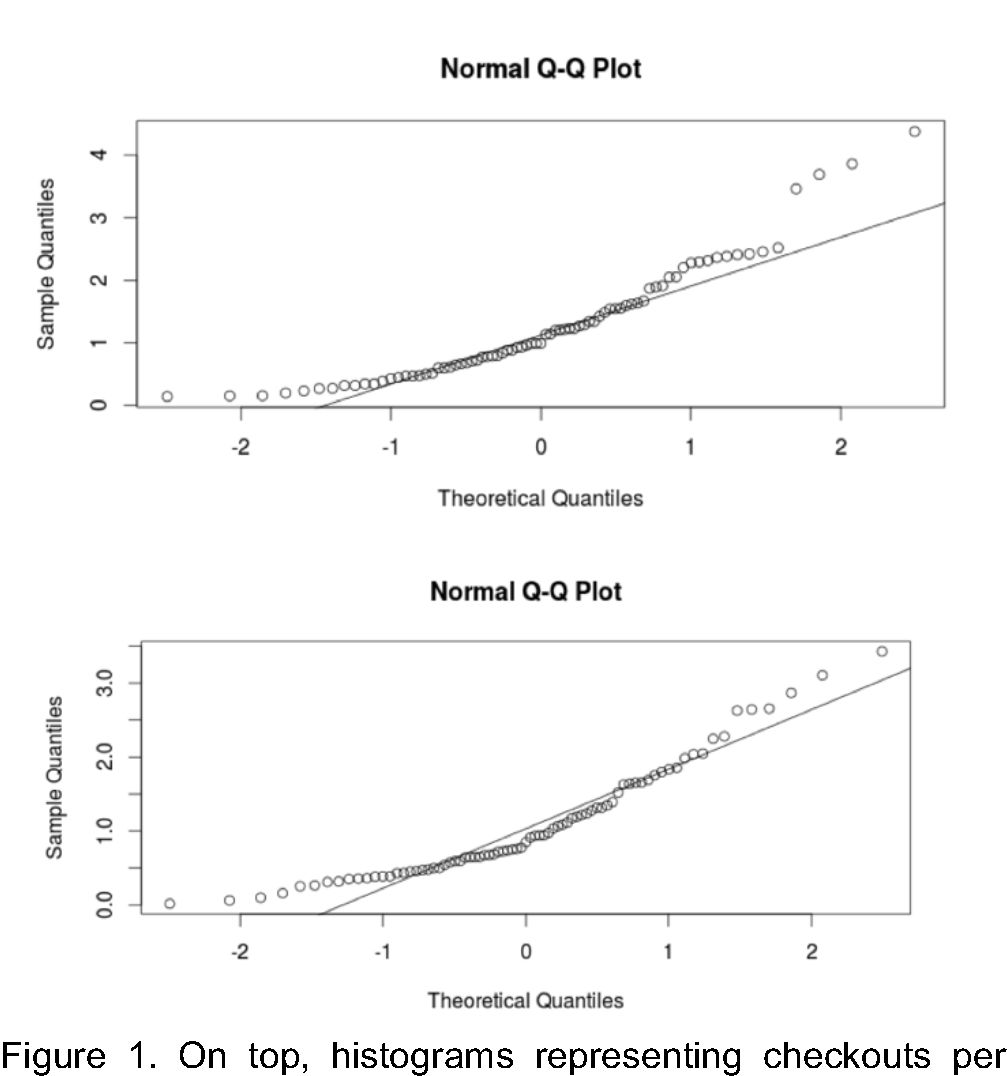 Normal Q-Q Plot
4
3
2
1
0
Sample Quantiles
-2 -1 0 1 2
Theoretical Quantiles
Normal Q-Q Plot
3.0
2.0
1.0
0.0
Sample Quantiles
-2 -1 0 1 2
Theoretical Quantiles
Figure 1. On top, histograms representing checkouts per